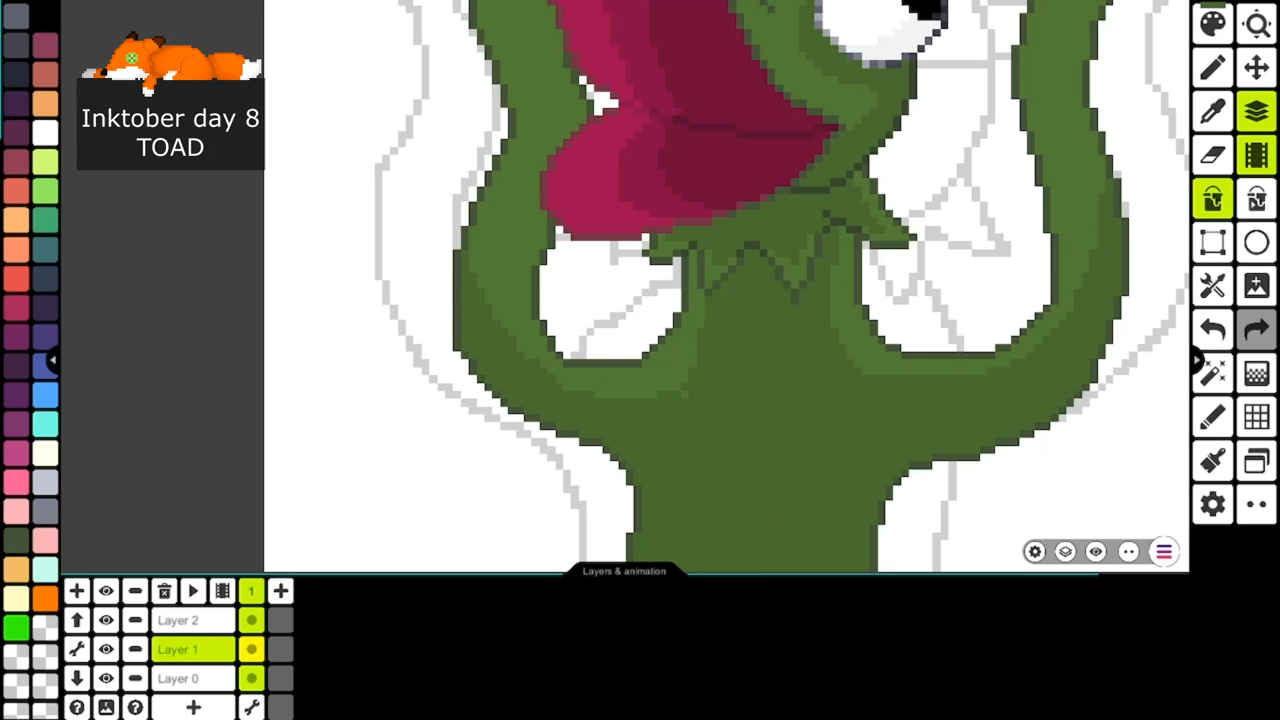 Inktober day 8
TOAD
Layers & animation
1
Layer 2
Layer 1
Layer 0